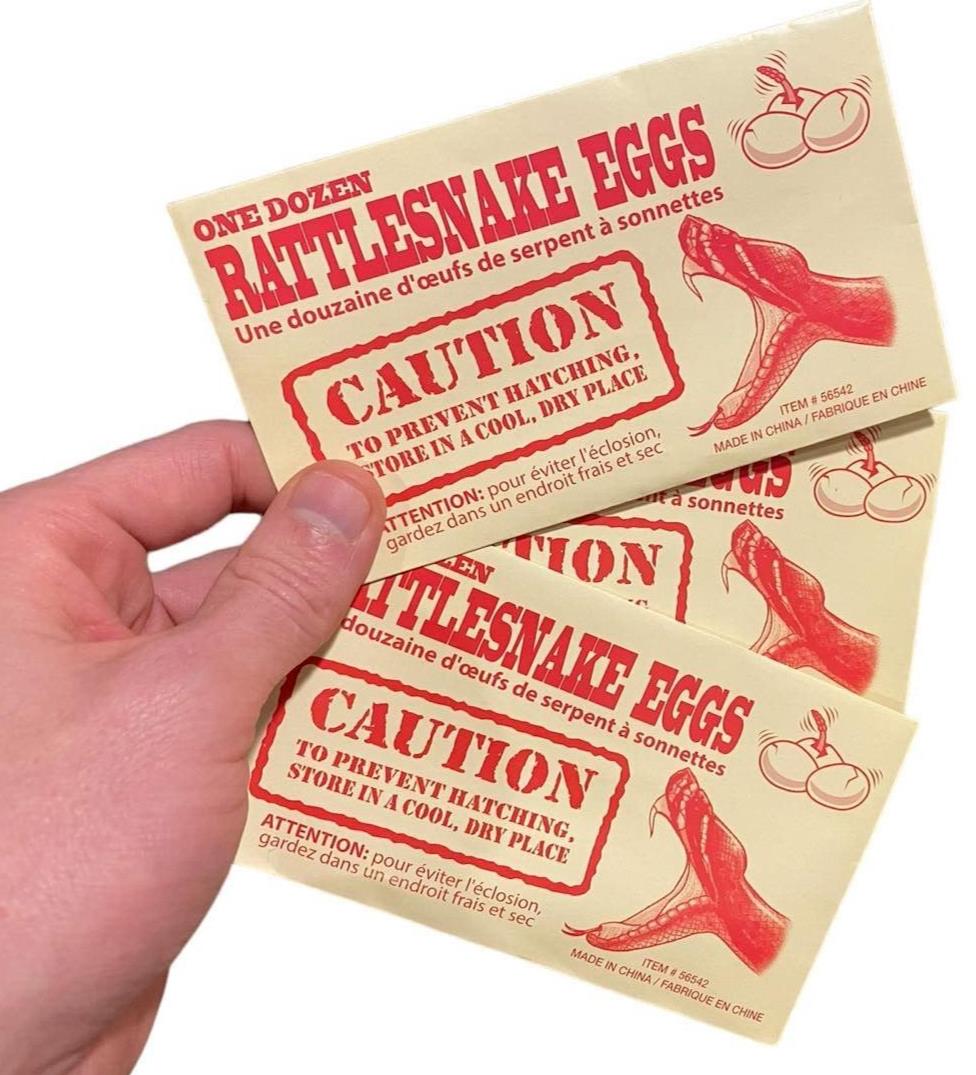 ONE DOZEN
RATTLESNAKE EGGS
Une douzaine d'œufs de serpent à sonnettes
CAUTION
TO PREVENT HATCHING,
STORE IN A COOL, DRY PLACE
ATTENTION: pour éviter l'éclosion,
gardez dans un endroit frais et sec
ITEM # 56542
MADE IN CHINA / FABRIQUE EN CHINE
EGGS
à sonnettes
RATTLESNAKE EGGS
douzaine d'œufs de serpent à sonnettes
CAUTION
TO PREVENT HATCHING,
STORE IN A COOL, DRY PLACE
ATTENTION: pour éviter l'éclosion,
gardez dans un endroit frais et sec
ITEM # 56542
MADE IN CHINA / FABRIQUE EN CHINE